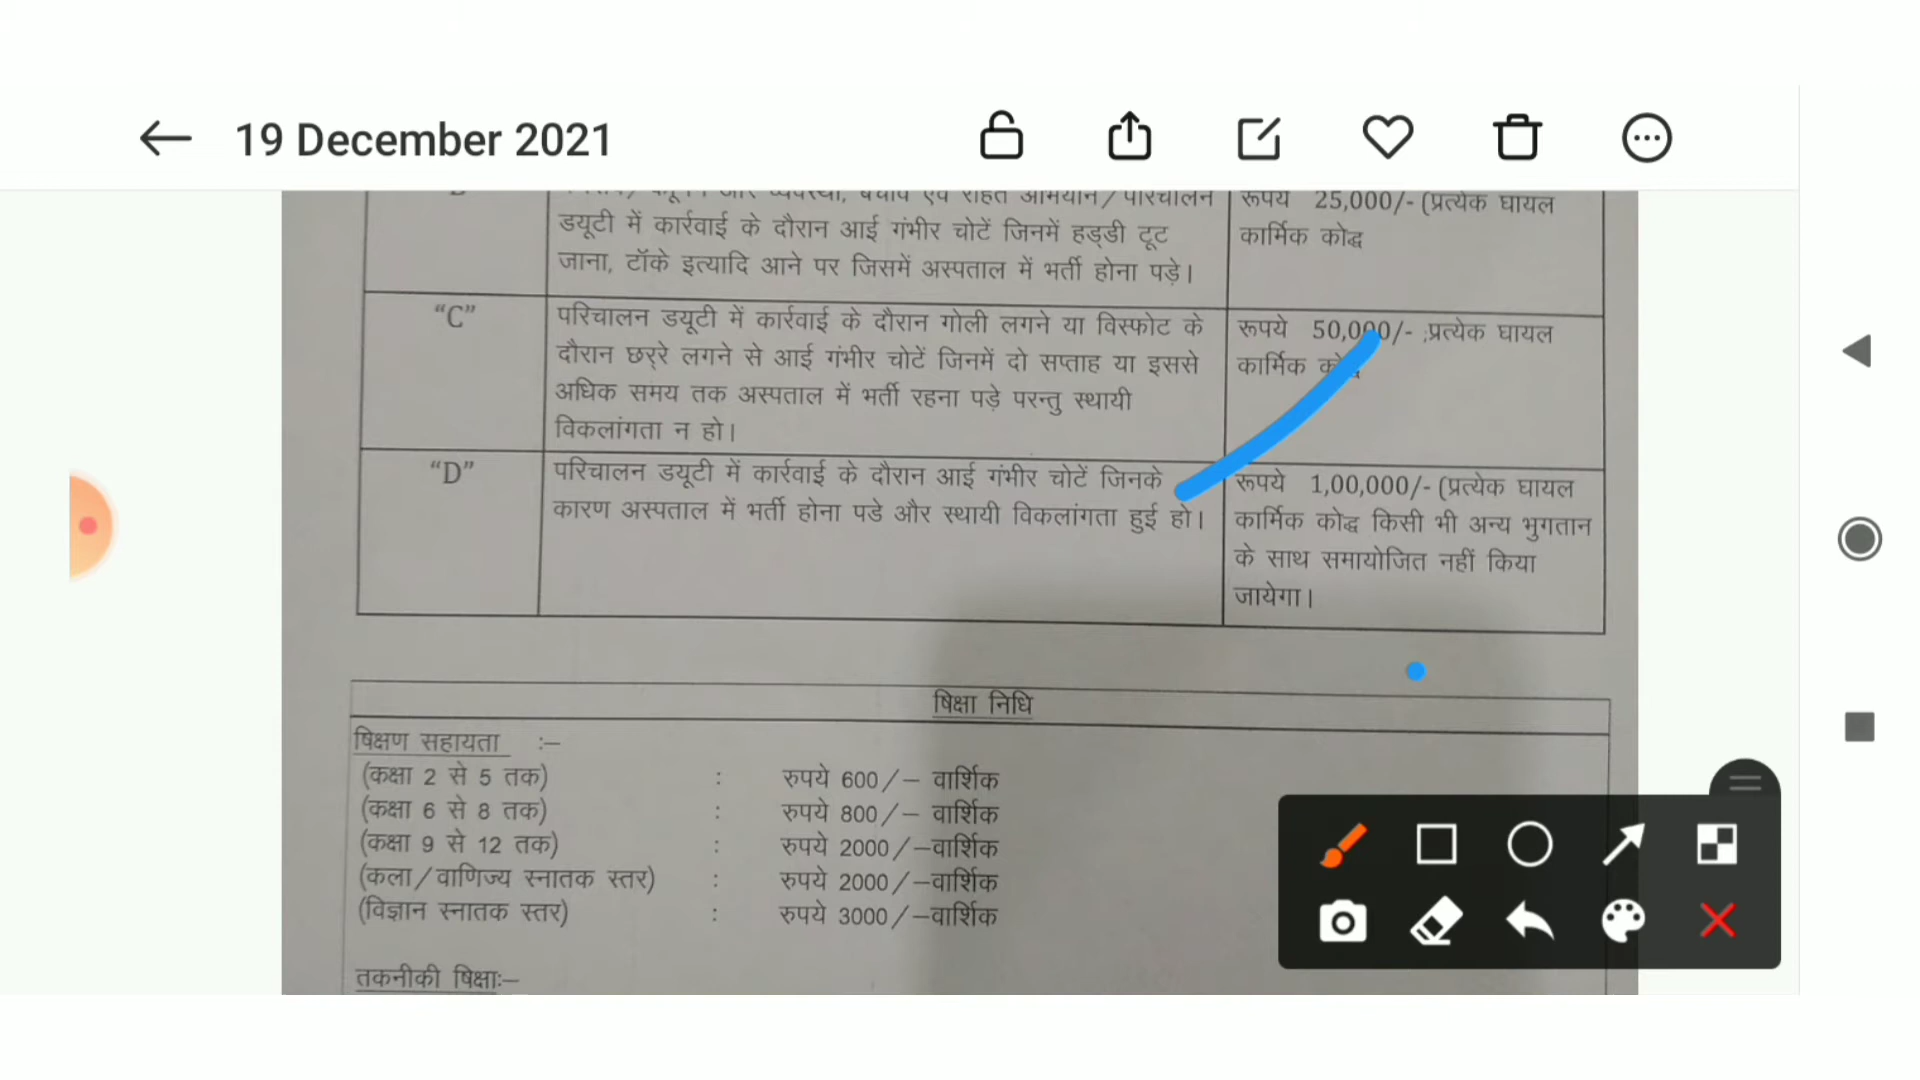 19 December 2021
रूपये 25,000/- (प्रत्येक घायल
कार्मिक कोद्ध
डयूटी में कार्रवाई के दौरान आई गंभीर चोटें जिनमें हड्डी टूट
जाना, टॉके इत्यादि आने पर जिसमें अस्पताल में भर्ती होना पड़े।
“C”
परिचालन डयूटी में कार्रवाई के दौरान गोली लगने या विस्फोट के
दौरान छर्रे लगने से आई गंभीर चोटें जिनमें दो सप्ताह या इससे
अधिक समय तक अस्पताल में भर्ती रहना पड़े परन्तु स्थायी
विकलांगता न हो।
रूपये 50,000/- प्रत्येक घायल
कार्मिक
“D”
परिचालन डयूटी में कार्रवाई के दौरान आई गंभीर चोटें जिनके
कारण अस्पताल में भर्ती होना पडे और स्थायी विकलांगता हुई हो।
रूपये 1,00,000/- (प्रत्येक घायल
कार्मिक कोद्ध किसी भी अन्य भुगतान
के साथ समायोजित नहीं किया
जायेगा।
षिक्षा निधि
षिक्षण सहायता :–
(कक्षा 2 से 5 तक) : रुपये 600/– वार्शिक
(कक्षा 6 से 8 तक) : रुपये 800/– वार्शिक
(कक्षा 9 से 12 तक) : रुपये 2000/–वार्शिक
(कला/वाणिज्य स्नातक स्तर) : रुपये 2000/–वार्शिक
(विज्ञान स्नातक स्तर) : रुपये 3000/–वार्शिक
तकनीकी षिक्षाः–